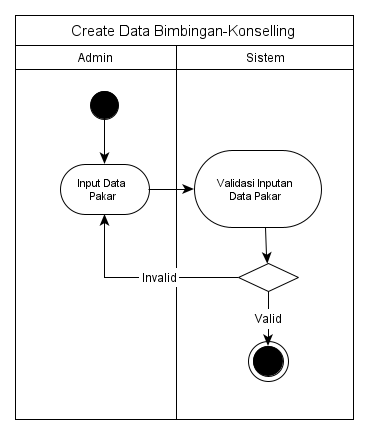 Create Data Bimbingan-Konselling
Admin
Sistem
Input Data
Pakar
Validasi Inputan
Data Pakar
Invalid
Valid